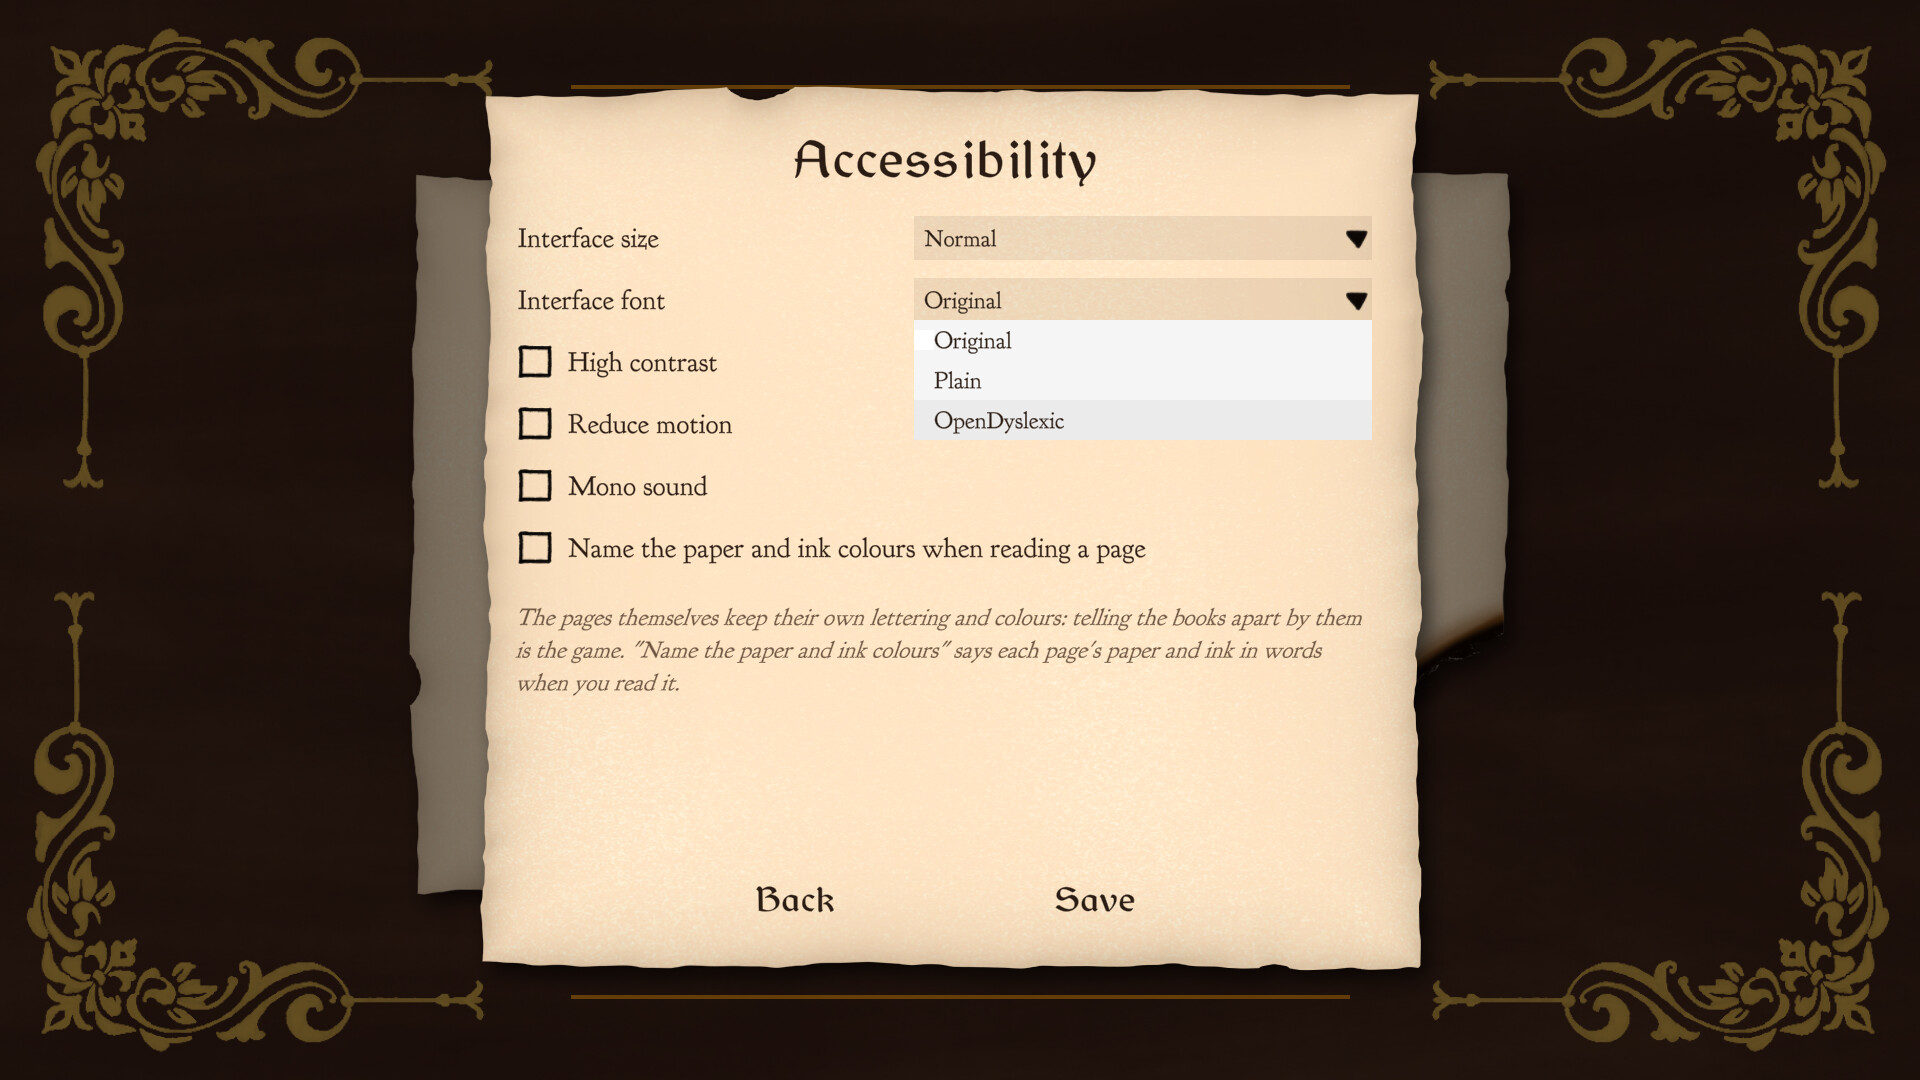 Accessibility
Interface size
Normal
Interface font
Original
Original
Plain
OpenDyslexic
High contrast
Reduce motion
Mono sound
Name the paper and ink colours when reading a page
The pages themselves keep their own lettering and colours: telling the books apart by them
is the game. "Name the paper and ink colours" says each page's paper and ink in words
when you read it.
Back
Save